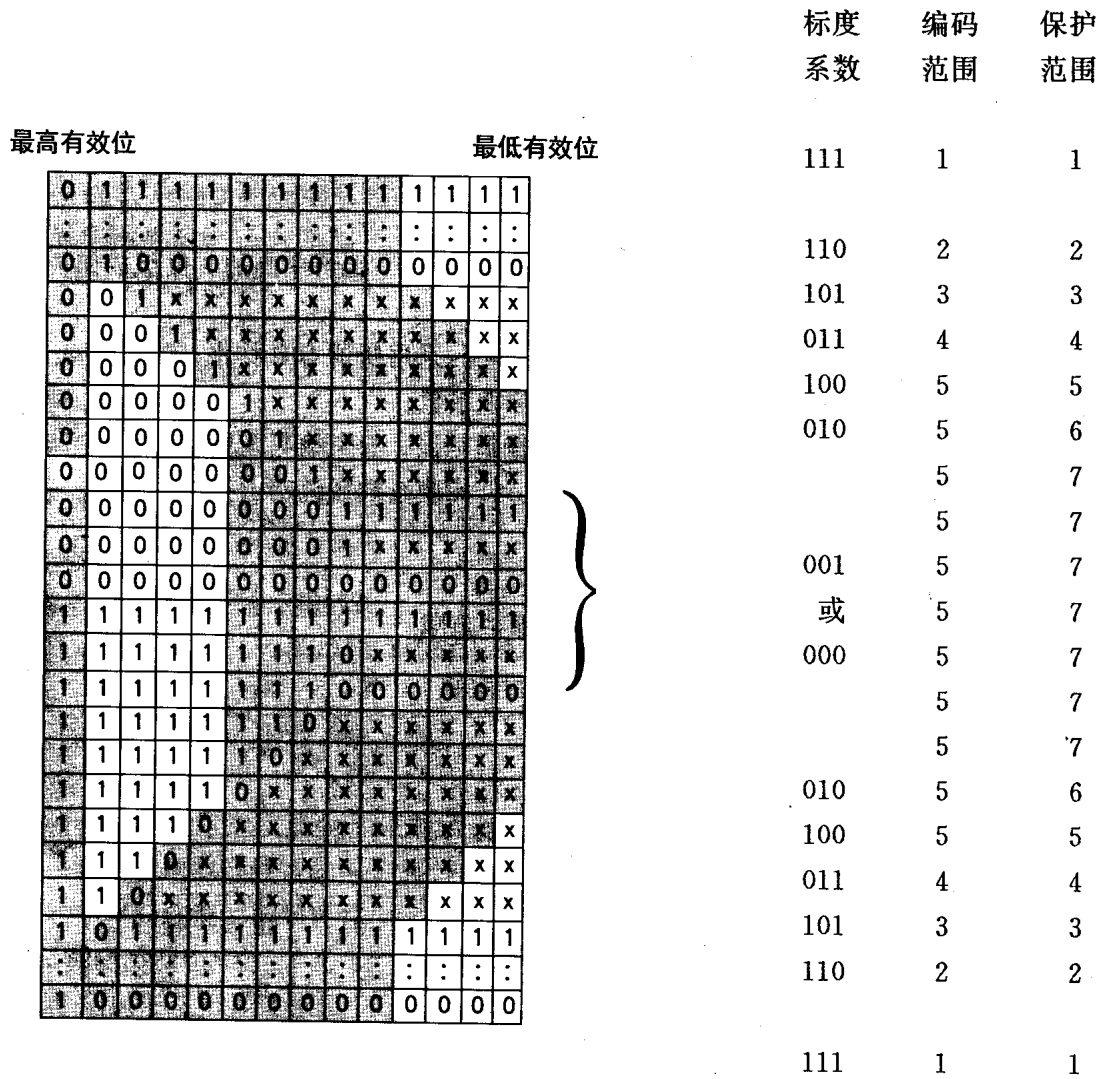 标度 编码 保护
系数 范围 范围
最高有效位 最低有效位
0 1 1 1 1 1 1 1 1 1 1 1 1 1
: : : : : : : : : : : : : :
0 1 0 0 0 0 0 0 0 0 0 0 0 0
0 0 1 x x x x x x x x x x x
0 0 0 1 x x x x x x x x x x
0 0 0 0 1 x x x x x x x x x
0 0 0 0 0 1 x x x x x x x x
0 0 0 0 0 0 1 x x x x x x x
0 0 0 0 0 0 0 1 x x x x x x
0 0 0 0 0 0 0 0 1 1 1 1 1 1
0 0 0 0 0 0 0 0 1 x x x x x
0 0 0 0 0 0 0 0 0 0 0 0 0 0
1 1 1 1 1 1 1 1 1 1 1 1 1 1
1 1 1 1 1 1 1 1 0 x x x x x
1 1 1 1 1 1 1 1 0 0 0 0 0 0
1 1 1 1 1 1 1 0 x x x x x x
1 1 1 1 1 1 0 x x x x x x x
1 1 1 1 1 0 x x x x x x x x
1 1 1 1 0 x x x x x x x x x
1 1 1 0 x x x x x x x x x x
1 1 0 x x x x x x x x x x x
1 0 1 1 1 1 1 1 1 1 1 1 1 1
: : : : : : : : : : : : : :
1 0 0 0 0 0 0 0 0 0 0 0 0 0
111 1 1
110 2 2
101 3 3
011 4 4
100 5 5
010 5 6
5 7
5 7
001 5 7
或 5 7
000 5 7
5 7
5 7
010 5 6
100 5 5
011 4 4
101 3 3
110 2 2
111 1 1